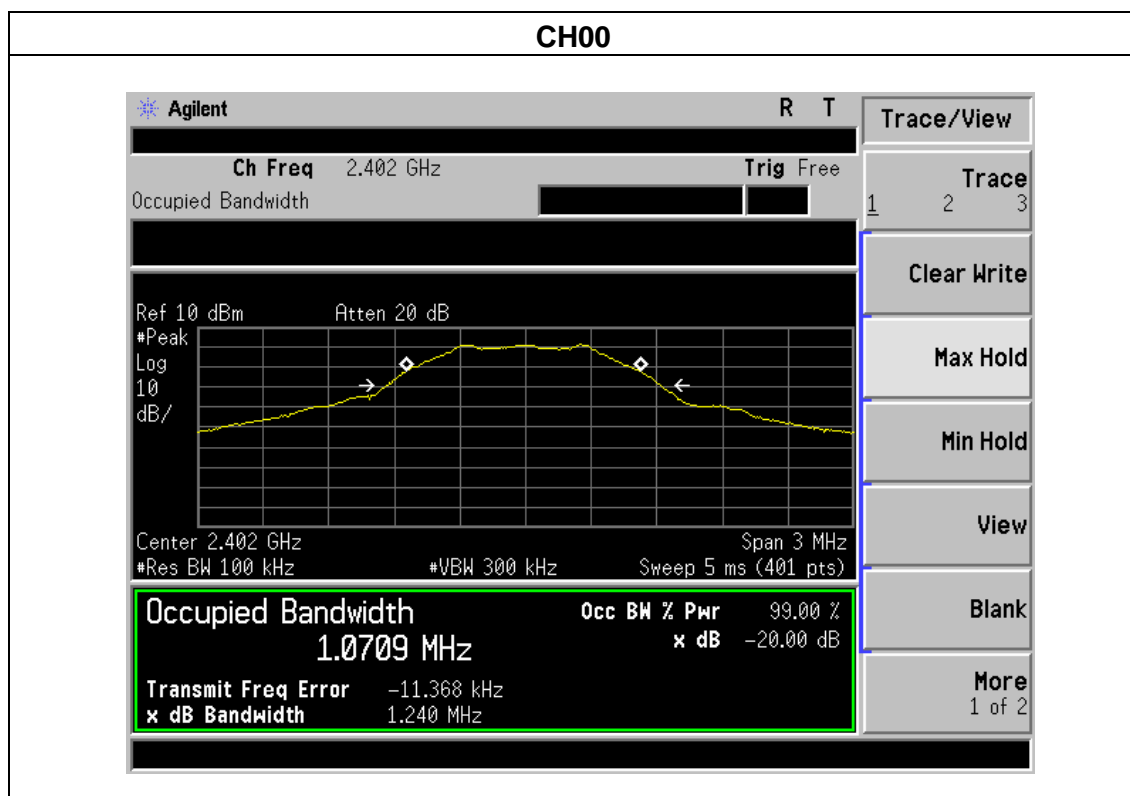 CH00
Agilent R T
Ch Freq 2.402 GHz Trig Free
Occupied Bandwidth
Ref 10 dBm Atten 20 dB
#Peak
Log
10
dB/
Center 2.402 GHz Span 3 MHz
#Res BW 100 kHz #VBW 300 kHz Sweep 5 ms (401 pts)
Occupied Bandwidth Occ BW % Pwr 99.00 %
1.0709 MHz x dB -20.00 dB
Transmit Freq Error -11.368 kHz
x dB Bandwidth 1.240 MHz
Trace/View
Trace
1 2 3
Clear Write
Max Hold
Min Hold
View
Blank
More
1 of 2